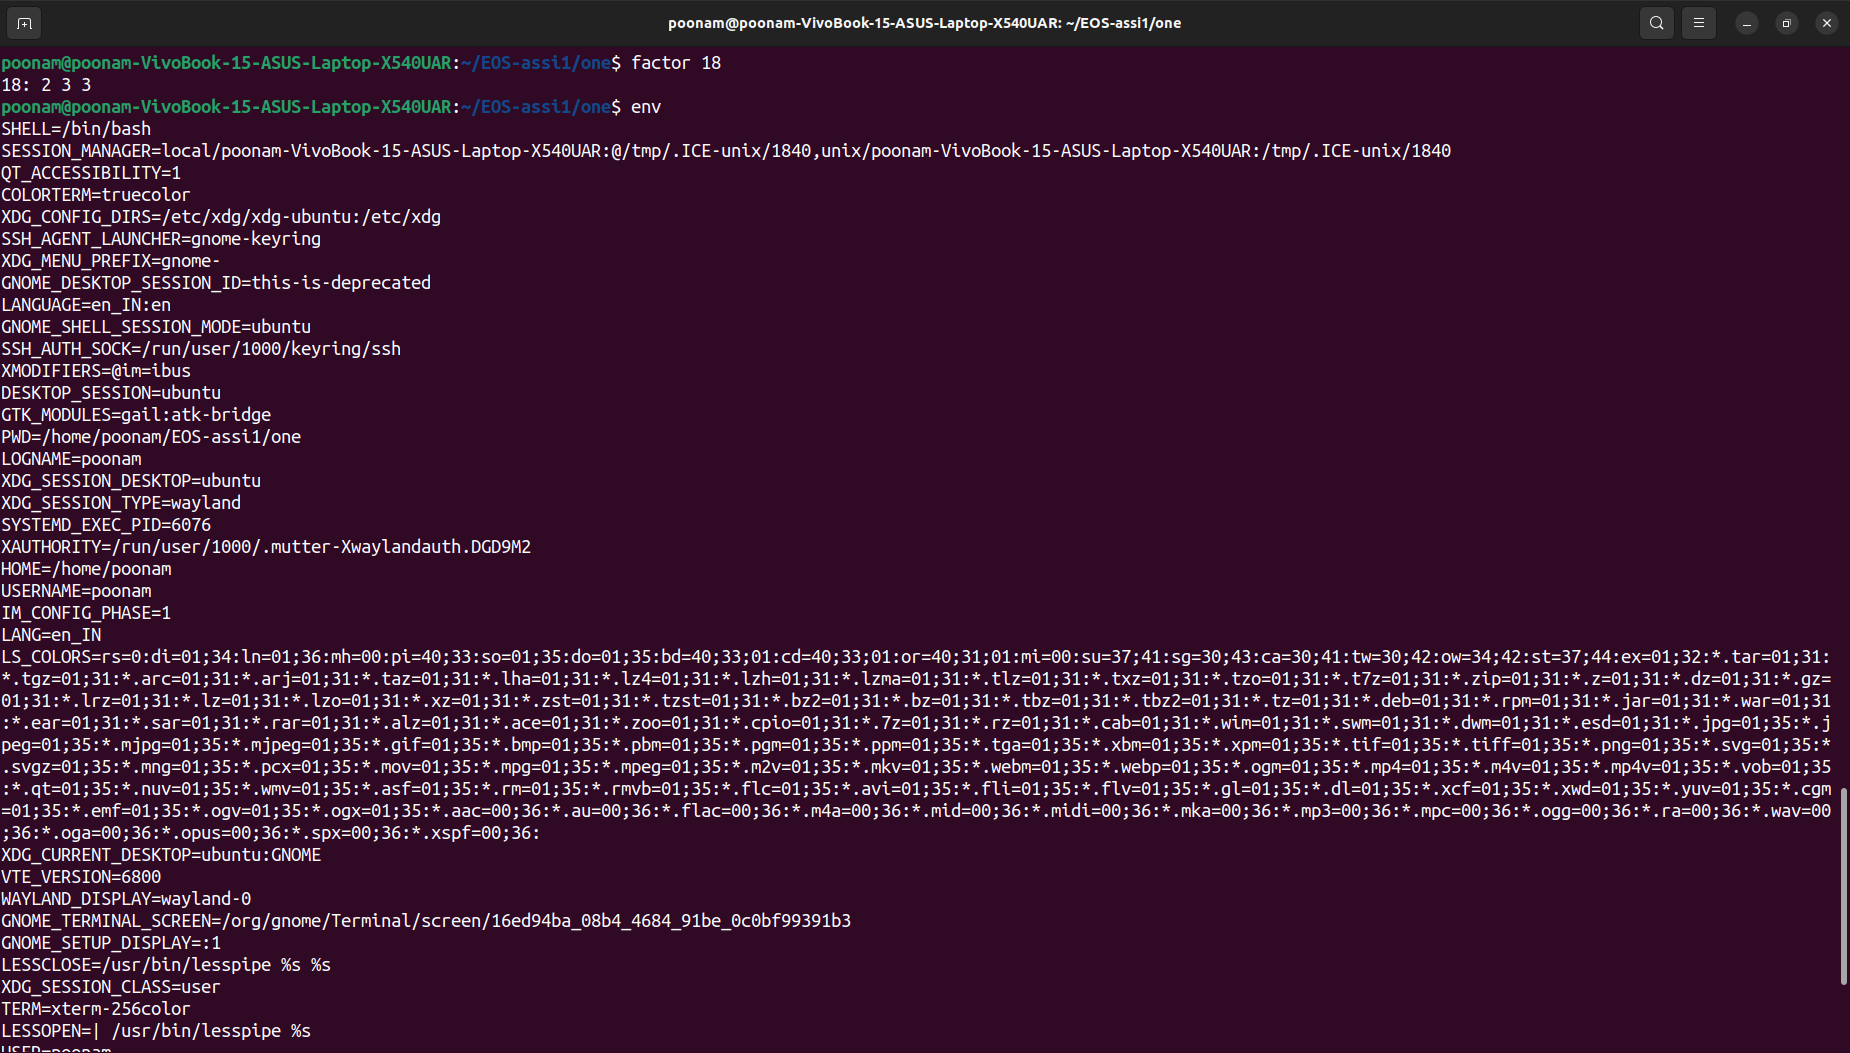 poonam@poonam-VivoBook-15-ASUS-Laptop-X540UAR: ~/EOS-assi1/one
poonam@poonam-VivoBook-15-ASUS-Laptop-X540UAR:~/EOS-assi1/one$ factor 18
18: 2 3 3
poonam@poonam-VivoBook-15-ASUS-Laptop-X540UAR:~/EOS-assi1/one$ env
SHELL=/bin/bash
SESSION_MANAGER=local/poonam-VivoBook-15-ASUS-Laptop-X540UAR:@/tmp/.ICE-unix/1840,unix/poonam-VivoBook-15-ASUS-Laptop-X540UAR:/tmp/.ICE-unix/1840
QT_ACCESSIBILITY=1
COLORTERM=truecolor
XDG_CONFIG_DIRS=/etc/xdg/xdg-ubuntu:/etc/xdg
SSH_AGENT_LAUNCHER=gnome-keyring
XDG_MENU_PREFIX=gnome-
GNOME_DESKTOP_SESSION_ID=this-is-deprecated
LANGUAGE=en_IN:en
GNOME_SHELL_SESSION_MODE=ubuntu
SSH_AUTH_SOCK=/run/user/1000/keyring/ssh
XMODIFIERS=@im=ibus
DESKTOP_SESSION=ubuntu
GTK_MODULES=gail:atk-bridge
PWD=/home/poonam/EOS-assi1/one
LOGNAME=poonam
XDG_SESSION_DESKTOP=ubuntu
XDG_SESSION_TYPE=wayland
SYSTEMD_EXEC_PID=6076
XAUTHORITY=/run/user/1000/.mutter-Xwaylandauth.DGD9M2
HOME=/home/poonam
USERNAME=poonam
IM_CONFIG_PHASE=1
LANG=en_IN
LS_COLORS=rs=0:di=01;34:ln=01;36:mh=00:pi=40;33:so=01;35:do=01;35:bd=40;33;01:cd=40;33;01:or=40;31;01:mi=00:su=37;41:sg=30;43:ca=30;41:tw=30;42:ow=34;42:st=37;44:ex=01;32:*.tar=01;31:
*.tgz=01;31:*.arc=01;31:*.arj=01;31:*.taz=01;31:*.lha=01;31:*.lz4=01;31:*.lzh=01;31:*.lzma=01;31:*.tlz=01;31:*.txz=01;31:*.tzo=01;31:*.t7z=01;31:*.zip=01;31:*.z=01;31:*.dz=01;31:*.gz=
01;31:*.lrz=01;31:*.lz=01;31:*.lzo=01;31:*.xz=01;31:*.zst=01;31:*.tzst=01;31:*.bz2=01;31:*.bz=01;31:*.tbz=01;31:*.tbz2=01;31:*.tz=01;31:*.deb=01;31:*.rpm=01;31:*.jar=01;31:*.war=01;31
:*.ear=01;31:*.sar=01;31:*.rar=01;31:*.alz=01;31:*.ace=01;31:*.zoo=01;31:*.cpio=01;31:*.7z=01;31:*.rz=01;31:*.cab=01;31:*.wim=01;31:*.swm=01;31:*.dwm=01;31:*.esd=01;31:*.jpg=01;35:*.j
peg=01;35:*.mjpg=01;35:*.mjpeg=01;35:*.gif=01;35:*.bmp=01;35:*.pbm=01;35:*.pgm=01;35:*.ppm=01;35:*.tga=01;35:*.xbm=01;35:*.xpm=01;35:*.tif=01;35:*.tiff=01;35:*.png=01;35:*.svg=01;35:*
.svgz=01;35:*.mng=01;35:*.pcx=01;35:*.mov=01;35:*.mpg=01;35:*.mpeg=01;35:*.m2v=01;35:*.mkv=01;35:*.webm=01;35:*.webp=01;35:*.ogm=01;35:*.mp4=01;35:*.m4v=01;35:*.mp4v=01;35:*.vob=01;35
:*.qt=01;35:*.nuv=01;35:*.wmv=01;35:*.asf=01;35:*.rm=01;35:*.rmvb=01;35:*.flc=01;35:*.avi=01;35:*.fli=01;35:*.flv=01;35:*.gl=01;35:*.dl=01;35:*.xcf=01;35:*.xwd=01;35:*.yuv=01;35:*.cgm
=01;35:*.emf=01;35:*.ogv=01;35:*.ogx=01;35:*.aac=00;36:*.au=00;36:*.flac=00;36:*.m4a=00;36:*.mid=00;36:*.midi=00;36:*.mka=00;36:*.mp3=00;36:*.mpc=00;36:*.ogg=00;36:*.ra=00;36:*.wav=00
;36:*.oga=00;36:*.opus=00;36:*.spx=00;36:*.xspf=00;36:
XDG_CURRENT_DESKTOP=ubuntu:GNOME
VTE_VERSION=6800
WAYLAND_DISPLAY=wayland-0
GNOME_TERMINAL_SCREEN=/org/gnome/Terminal/screen/16ed94ba_08b4_4684_91be_0c0bf99391b3
GNOME_SETUP_DISPLAY=:1
LESSCLOSE=/usr/bin/lesspipe %s %s
XDG_SESSION_CLASS=user
TERM=xterm-256color
LESSOPEN=| /usr/bin/lesspipe %s
USER=poonam